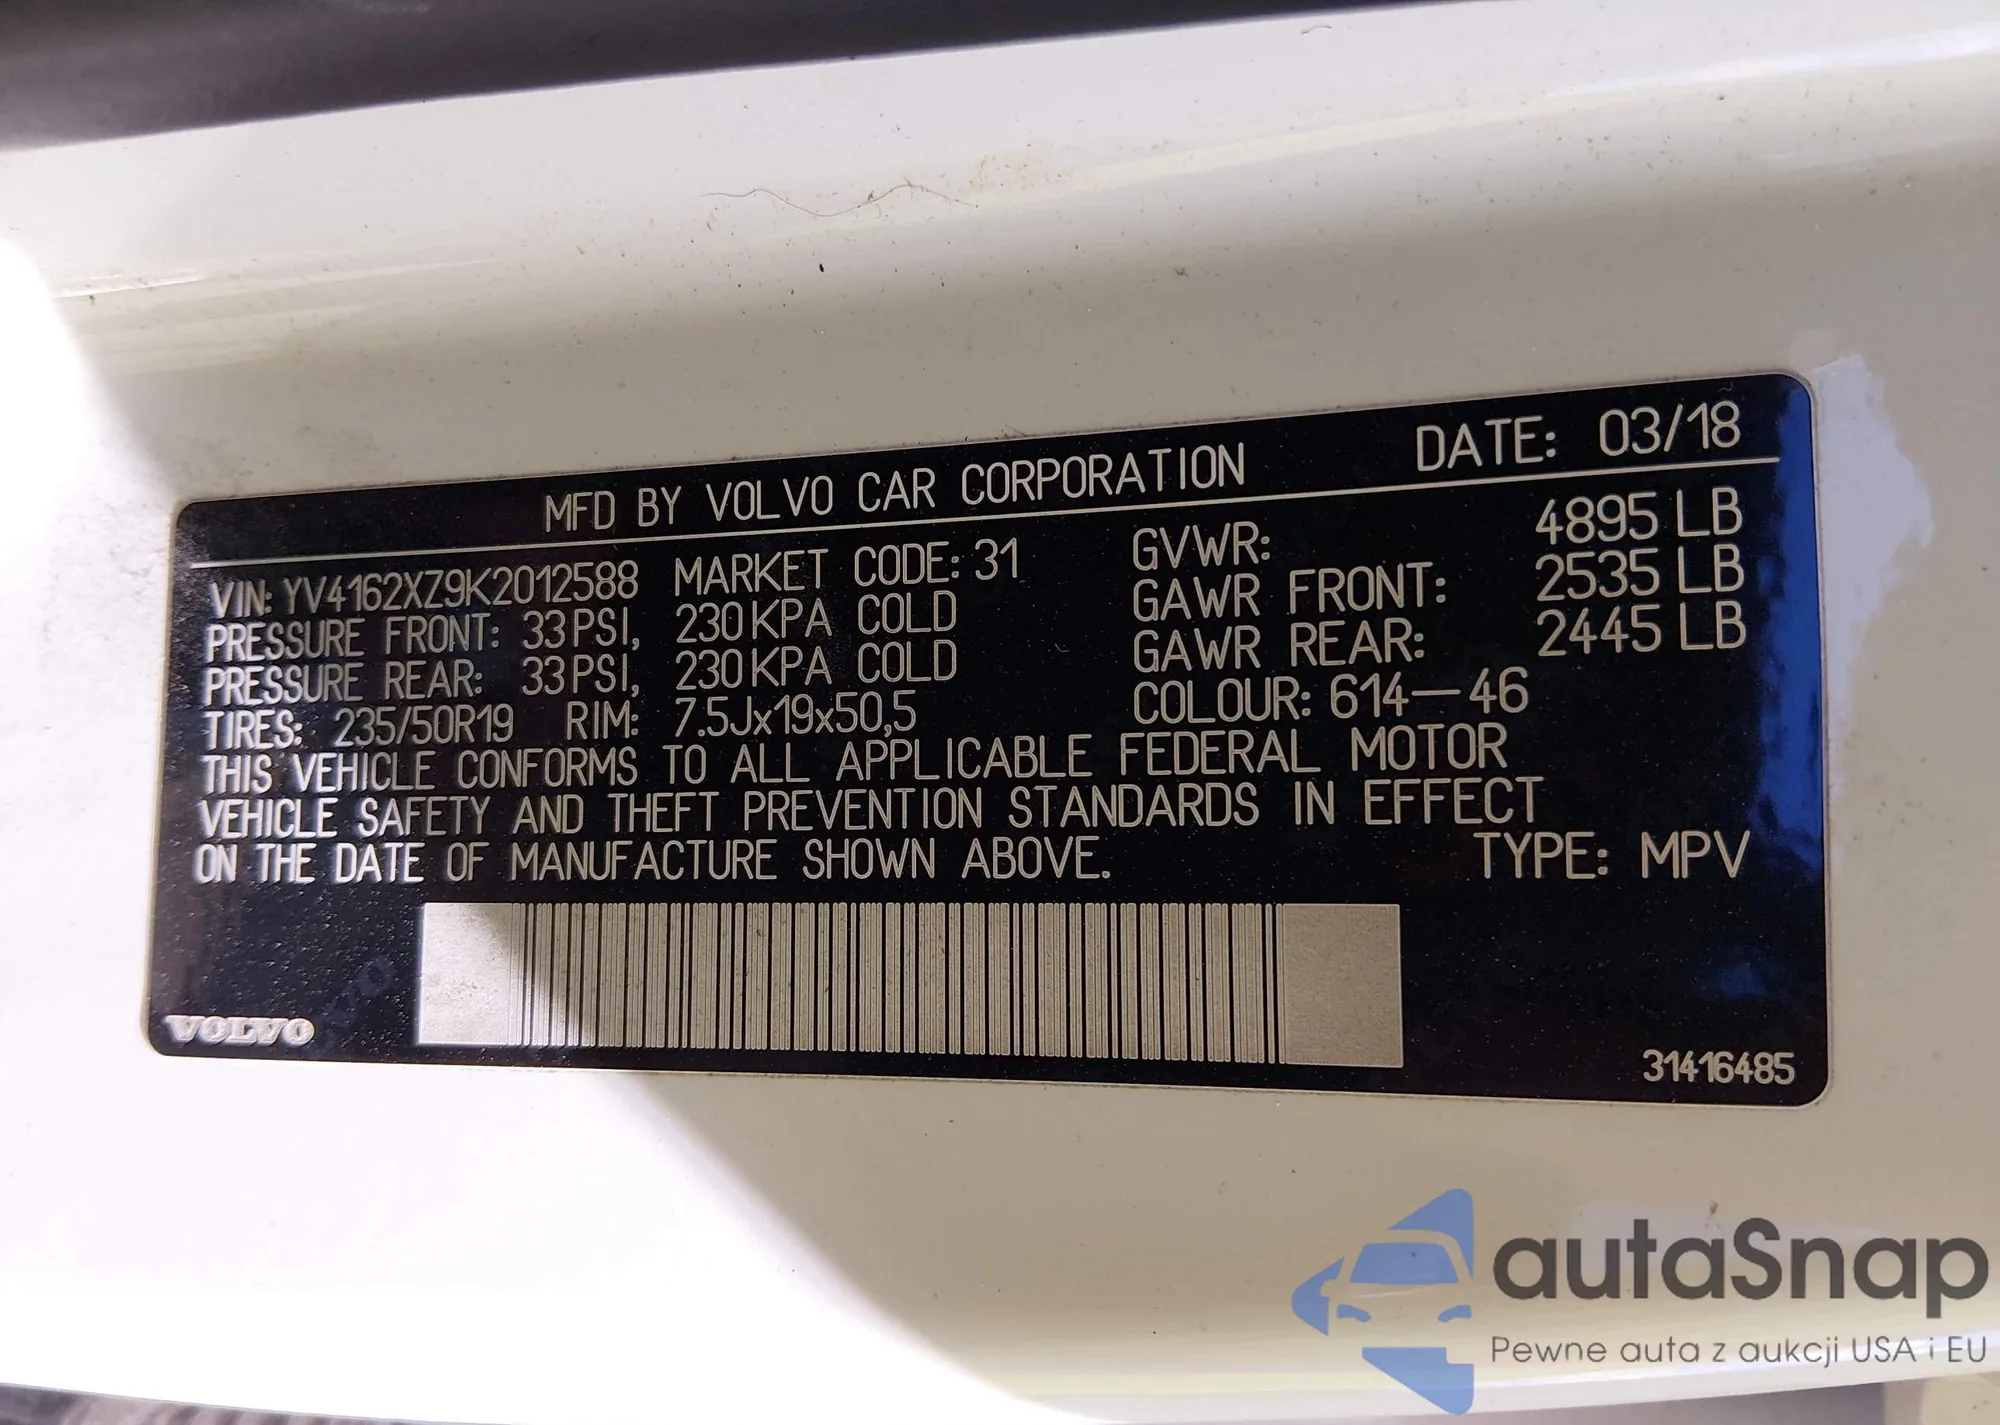 MFD BY VOLVO CAR CORPORATION DATE: 03/18
VIN: YV4162XZ9K2012588 MARKET CODE: 31 GVWR: 4895 LB
PRESSURE FRONT: 33 PSI, 230 KPA COLD GAWR FRONT: 2535 LB
PRESSURE REAR: 33 PSI, 230 KPA COLD GAWR REAR: 2445 LB
TIRES: 235/50R19 RIM: 7.5Jx19x50,5 COLOUR: 614-46
THIS VEHICLE CONFORMS TO ALL APPLICABLE FEDERAL MOTOR
VEHICLE SAFETY AND THEFT PREVENTION STANDARDS IN EFFECT
ON THE DATE OF MANUFACTURE SHOWN ABOVE. TYPE: MPV
VOLVO
31416485
autaSnap
Pewne auta z aukcji USA i EU